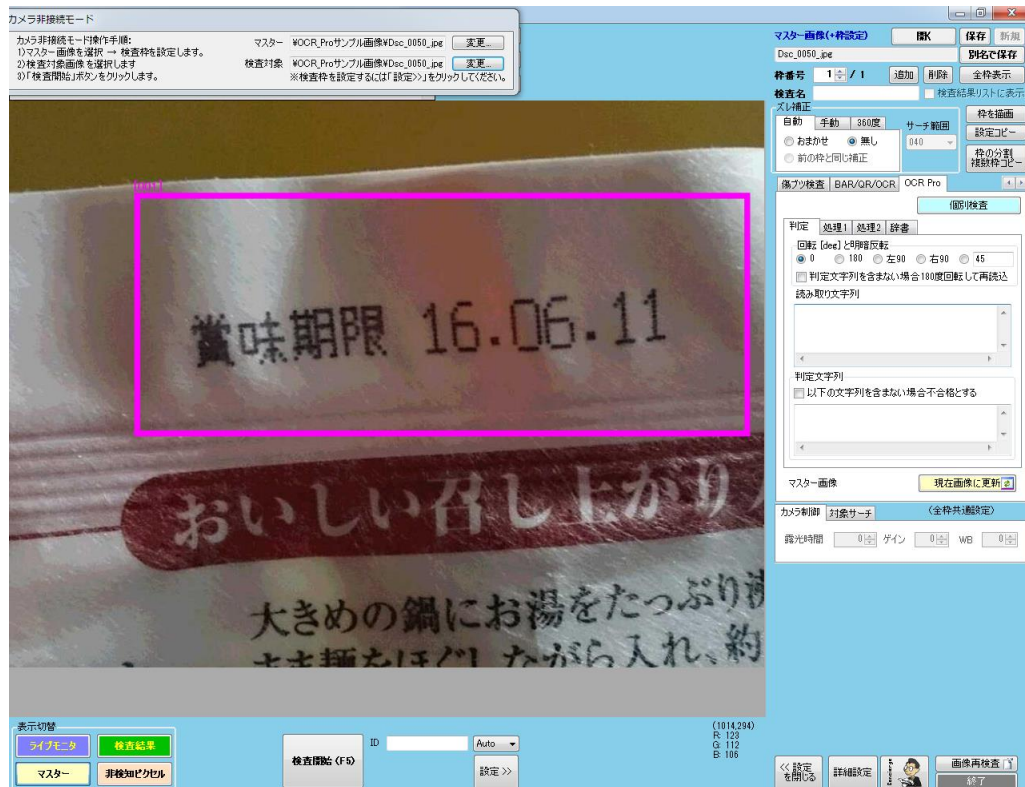 カメラ非接続モード
カメラ非接続モード操作手順:
1)マスター画像を選択 → 検査枠を設定します。
2)検査対象画像を選択します
3)「検査開始」ボタンをクリックします。
マスター ¥OCR_Proサンプル画像¥Dsc_0050_jpg 変更...
検査対象 ¥OCR_Proサンプル画像¥Dsc_0050_jpg 変更...
※検査枠を設定するには「設定>>」をクリックしてください。
賞味期限 16.06.11
おいしい召し上がり
大きめの鍋にお湯をたっぷり沸
まま麺をほぐしながら入れ、約
マスター画像(+枠設定) 開K 保存 新規
Dsc_0050_jpg 別名で保存
枠番号 1 / 1 追加 削除 全枠表示
検査名 検査結果リストに表示
ズレ補正
自動 手動 360度 サーチ範囲 枠を描画
おまかせ 無し 040 設定コピー
前の枠と同じ補正 枠の分割
複数枠コピー
傷ブツ検査 BAR/QR/OCR OCR Pro
個別検査
判定 処理1 処理2 辞書
回転 [deg] と明暗反転
0 180 左90 右90 45
判定文字列を含まない場合180度回転して再読込
読み取り文字列
判定文字列
以下の文字列を含まない場合不合格とする
マスター画像 現在画像に更新
カメラ制御 対象サーチ (全枠共通設定)
露光時間 0 ゲイン 0 WB 0
表示切替
ライブモニタ 検査結果
マスター 非検知ピクセル
検査開始 (F5)
ID Auto
設定 >>
(1014,294)
R: 123
G: 112
B: 106
<< 設定
を閉じる
詳細設定
画像再検査
終了